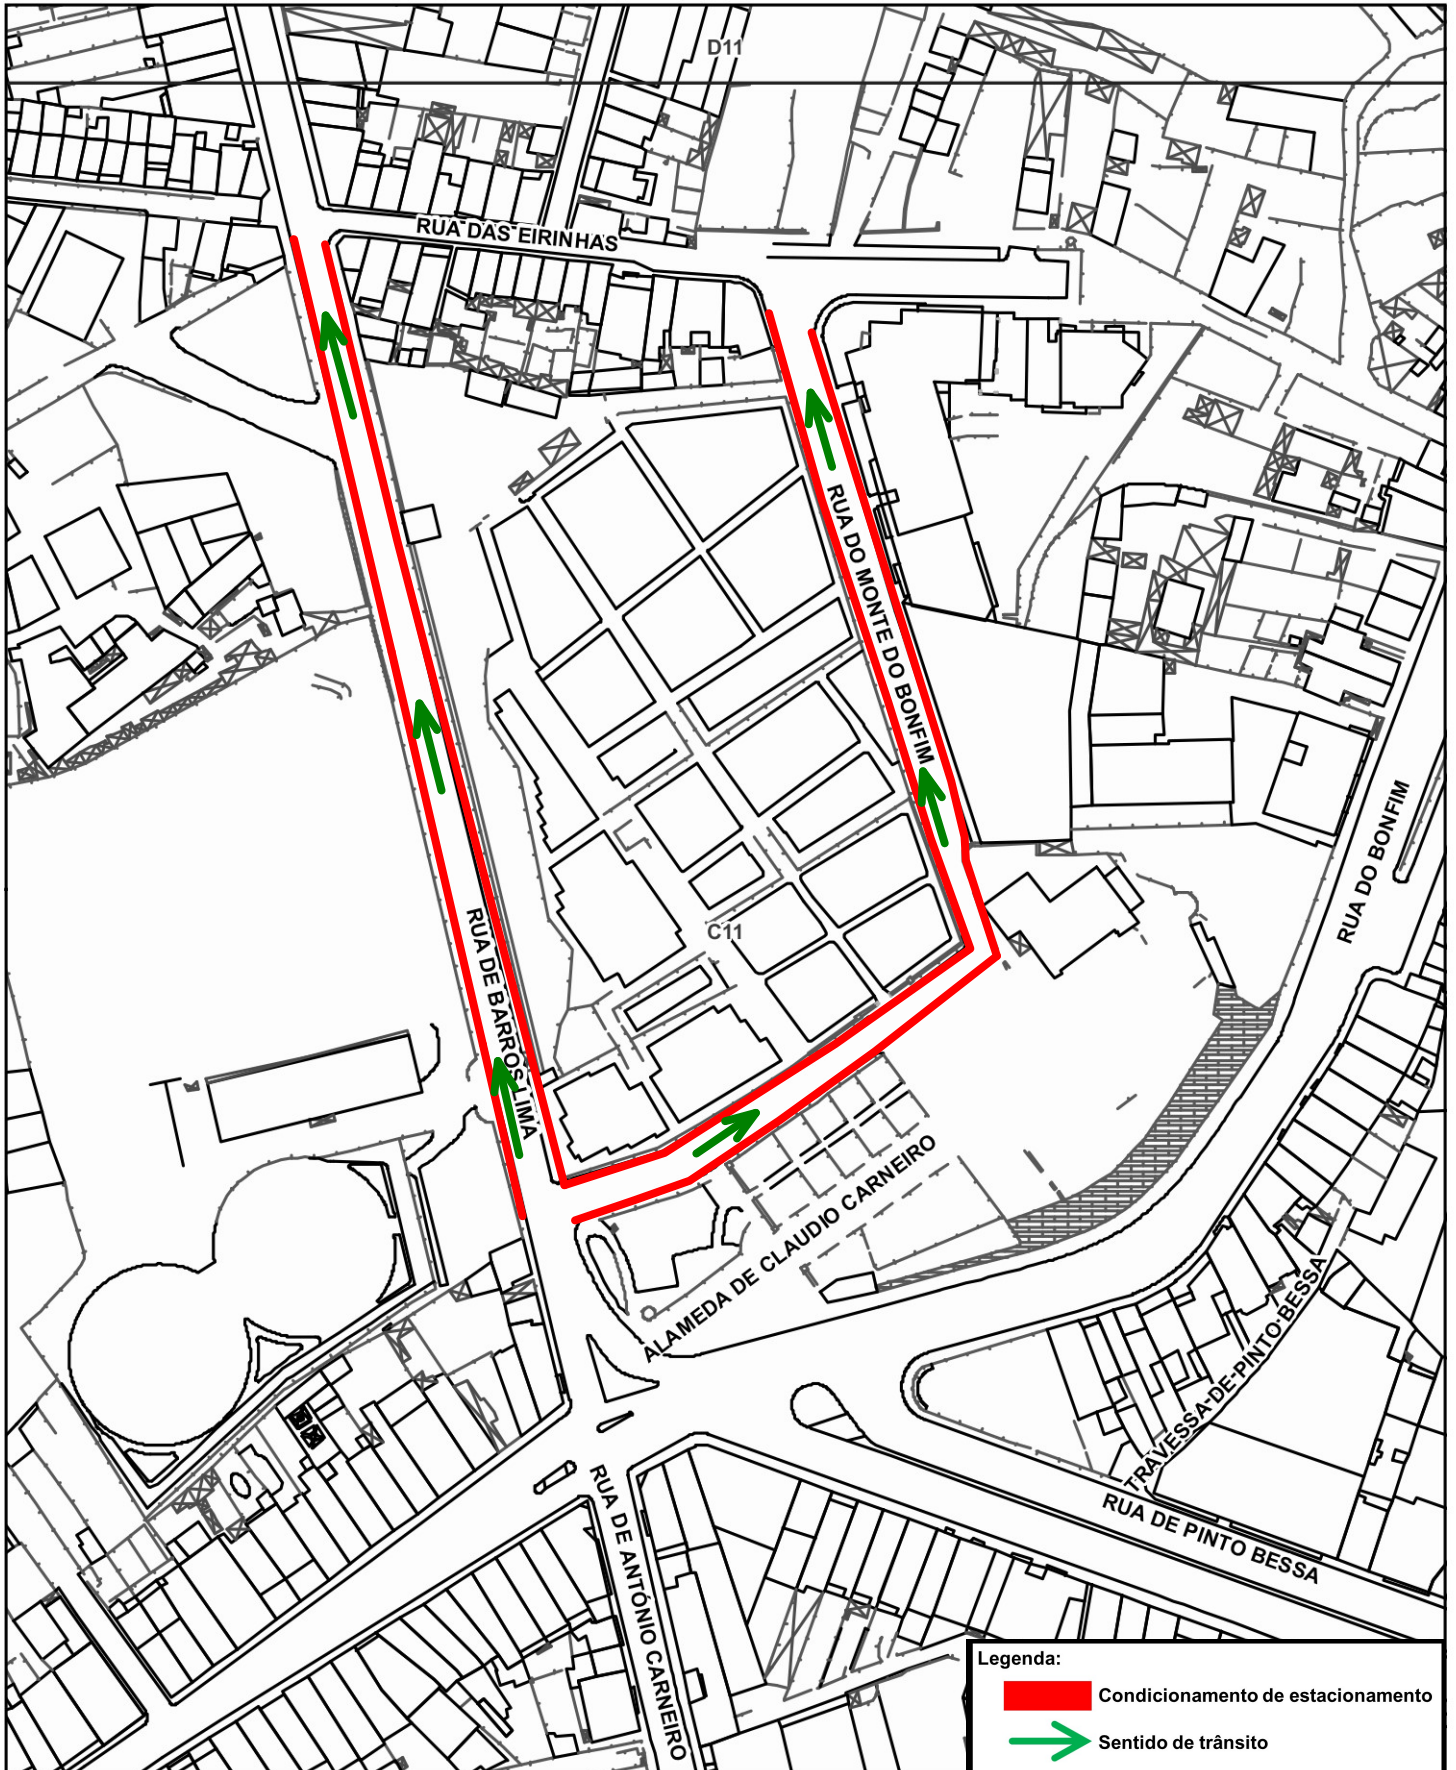 D11
RUA DAS EIRINHAS
RUA DO MONTE DO BONFIM
RUA DO BONFIM
C11
RUA DE BARROS LIMA
ALAMEDA DE CLAUDIO CARNEIRO
TRAVESSA-DE-PINTO-BESSA
RUA DE PINTO BESSA
RUA DE ANTÓNIO CARNEIRO
Legenda:
Condicionamento de estacionamento
Sentido de trânsito